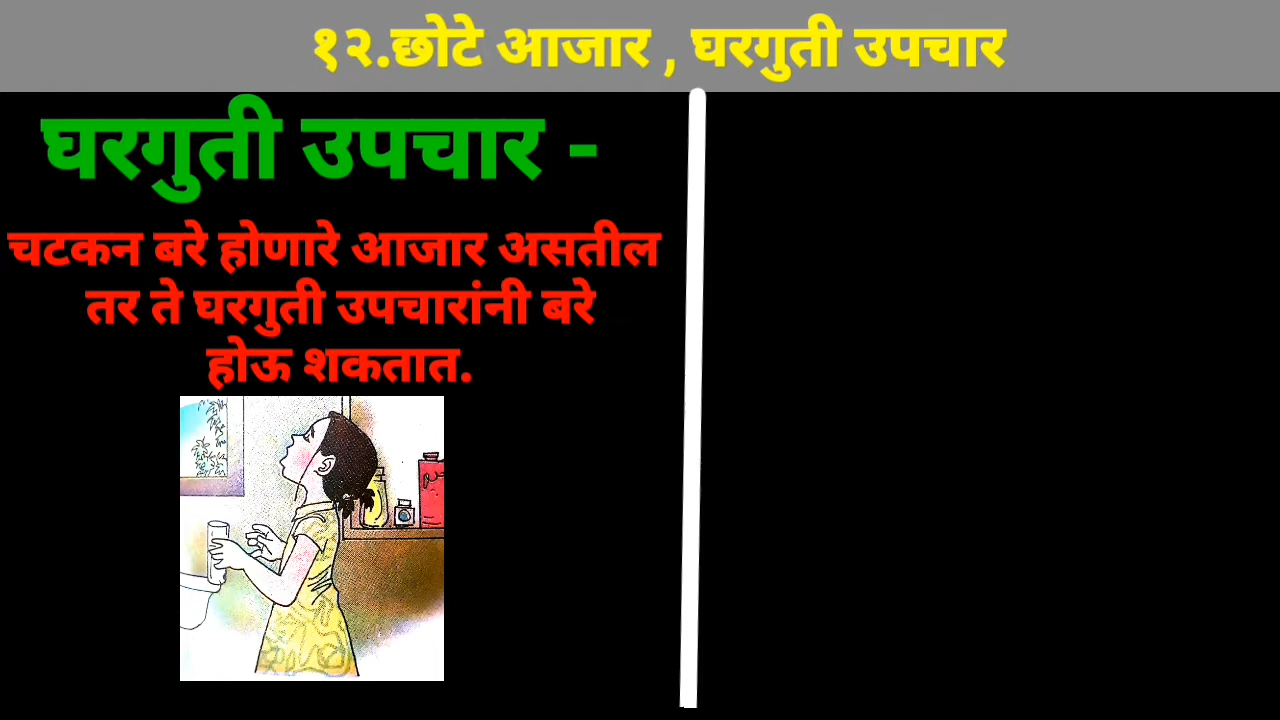 १२.छोटे आजार , घरगुती उपचार
घरगुती उपचार -
चटकन बरे होणारे आजार असतील
तर ते घरगुती उपचारांनी बरे
होऊ शकतात.